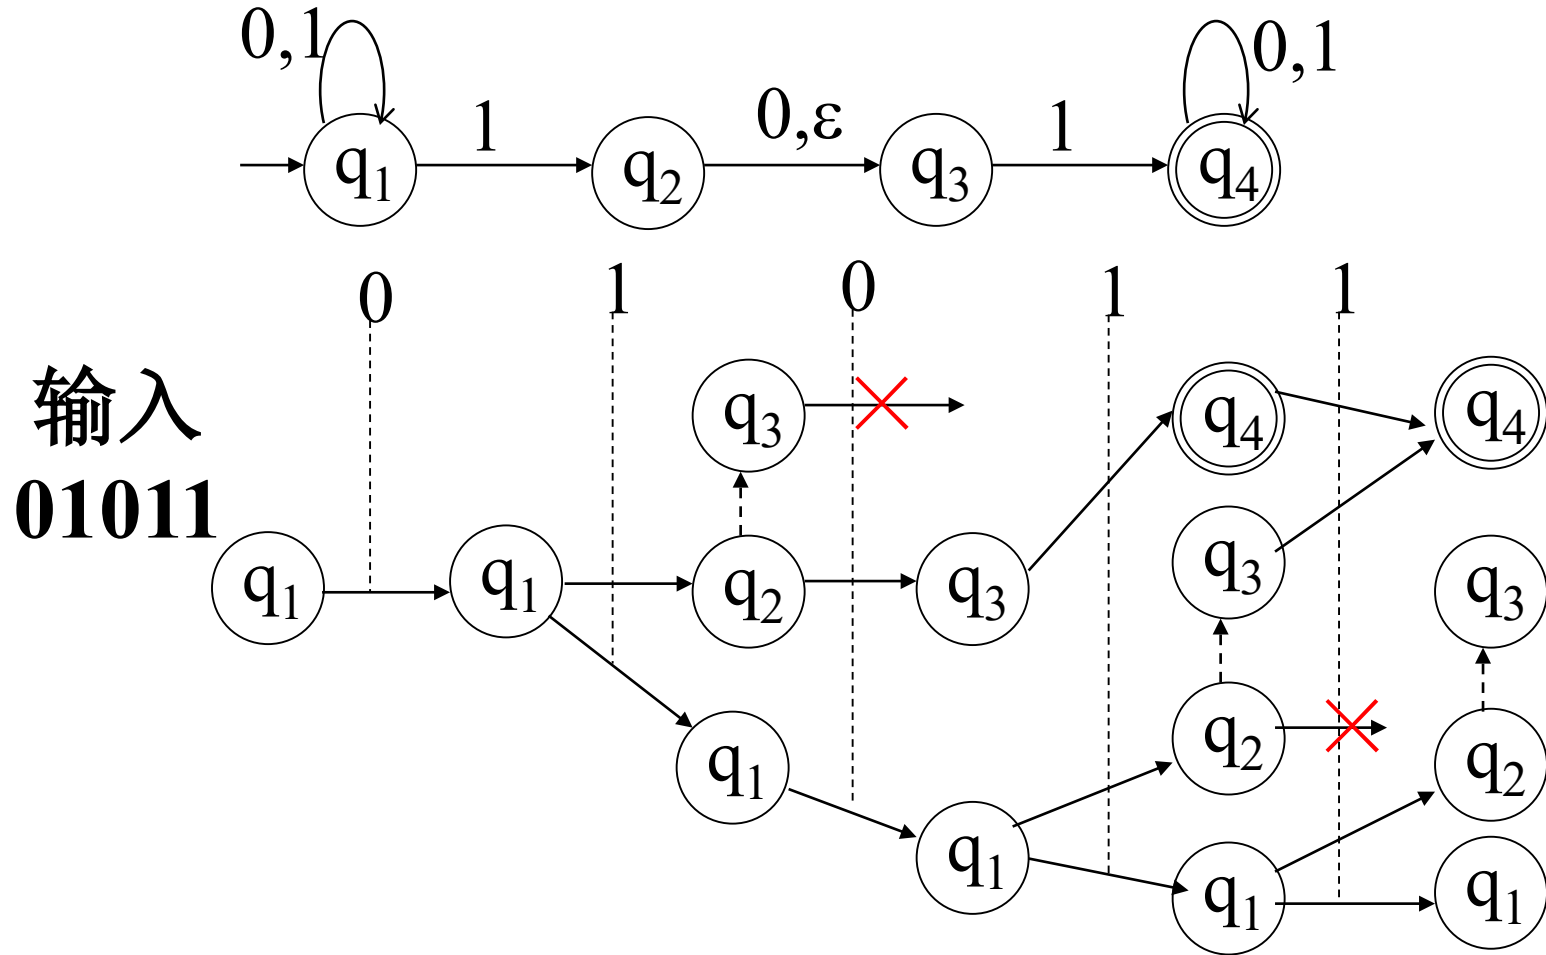 0,1 1 0,ε 1 0,1
q1 q2 q3 q4
0 1 0 1 1
输入
01011
q3 q4 q4
q1 q1 q2 q3 q3 q3
q1 q2 q2
q1 q1 q1